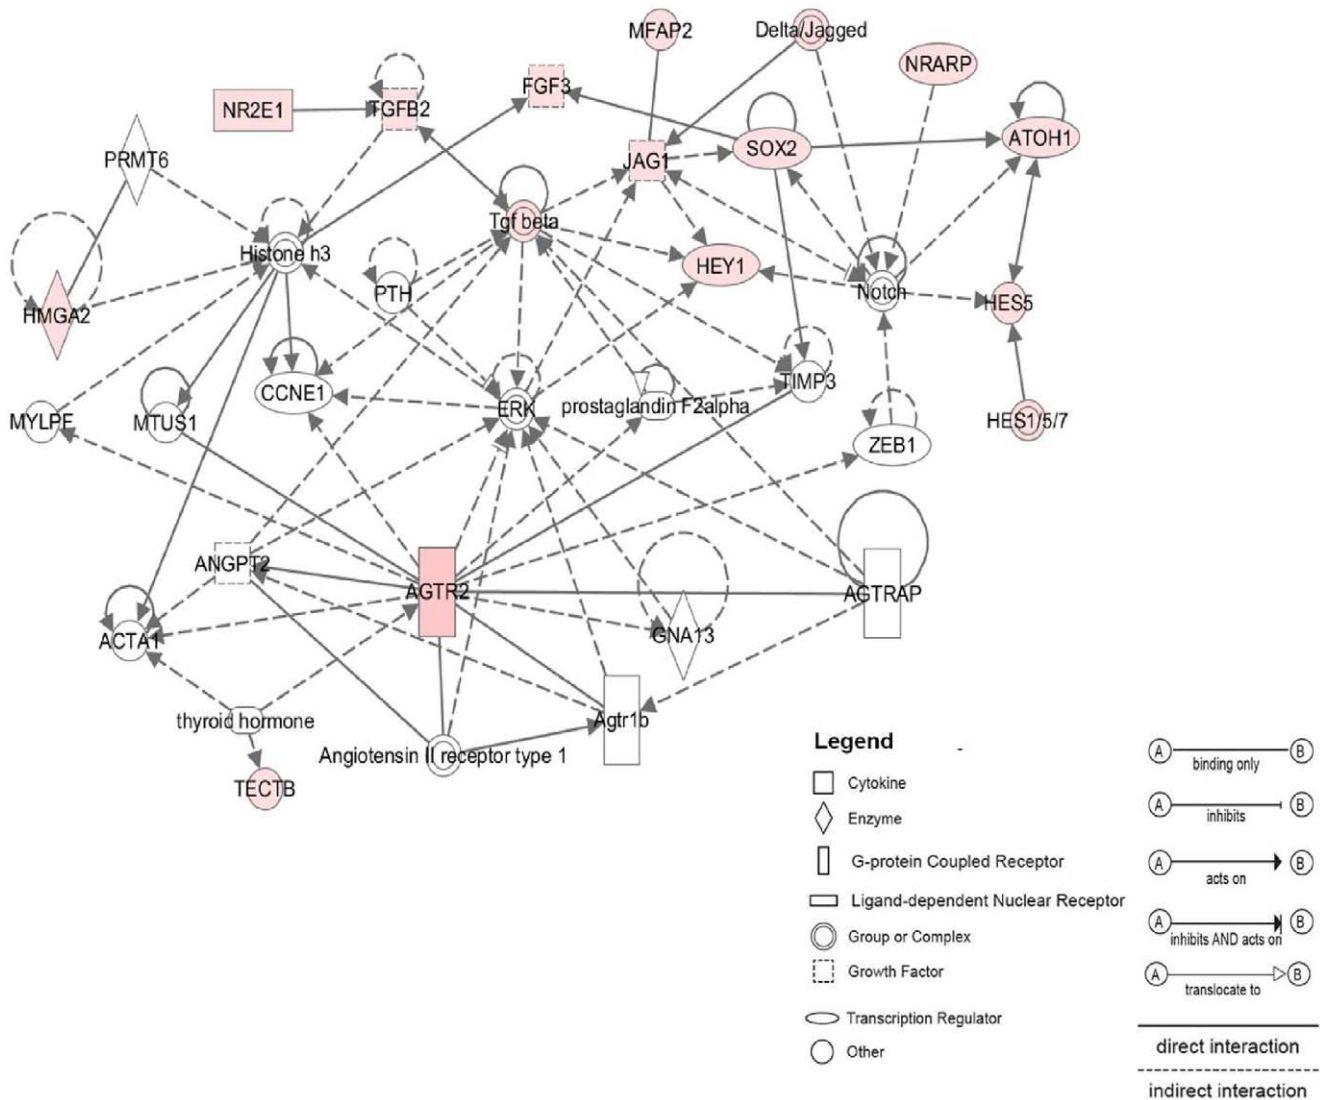 MFAP2
Delta/Jagged
NRARP
FGF3
NR2E1
TGFB2
ATOH1
SOX2
PRMT6
JAG1
Tgf beta
Histone h3
HEY1
PTH
Notch
HES5
HMGA2
TIMP3
CCNE1
ERK
prostaglandin F2alpha
MYLPF
MTUS1
HES1/5/7
ZEB1
ANGPT2
AGTR2
AGTRAP
GNA13
ACTA1
thyroid hormone
Agtr1b
Angiotensin II receptor type 1
TECTB
Legend
Cytokine
Enzyme
G-protein Coupled Receptor
Ligand-dependent Nuclear Receptor
Group or Complex
Growth Factor
Transcription Regulator
Other
A B
binding only
A B
inhibits
A B
acts on
A B
inhibits AND acts on
A B
translocate to
direct interaction
indirect interaction